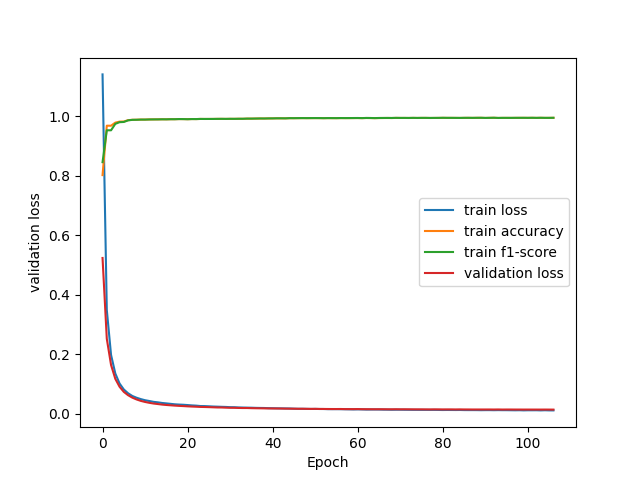 1.0
0.8
0.6
0.4
0.2
0.0
validation loss
train loss
train accuracy
train f1-score
validation loss
0 20 40 60 80 100
Epoch